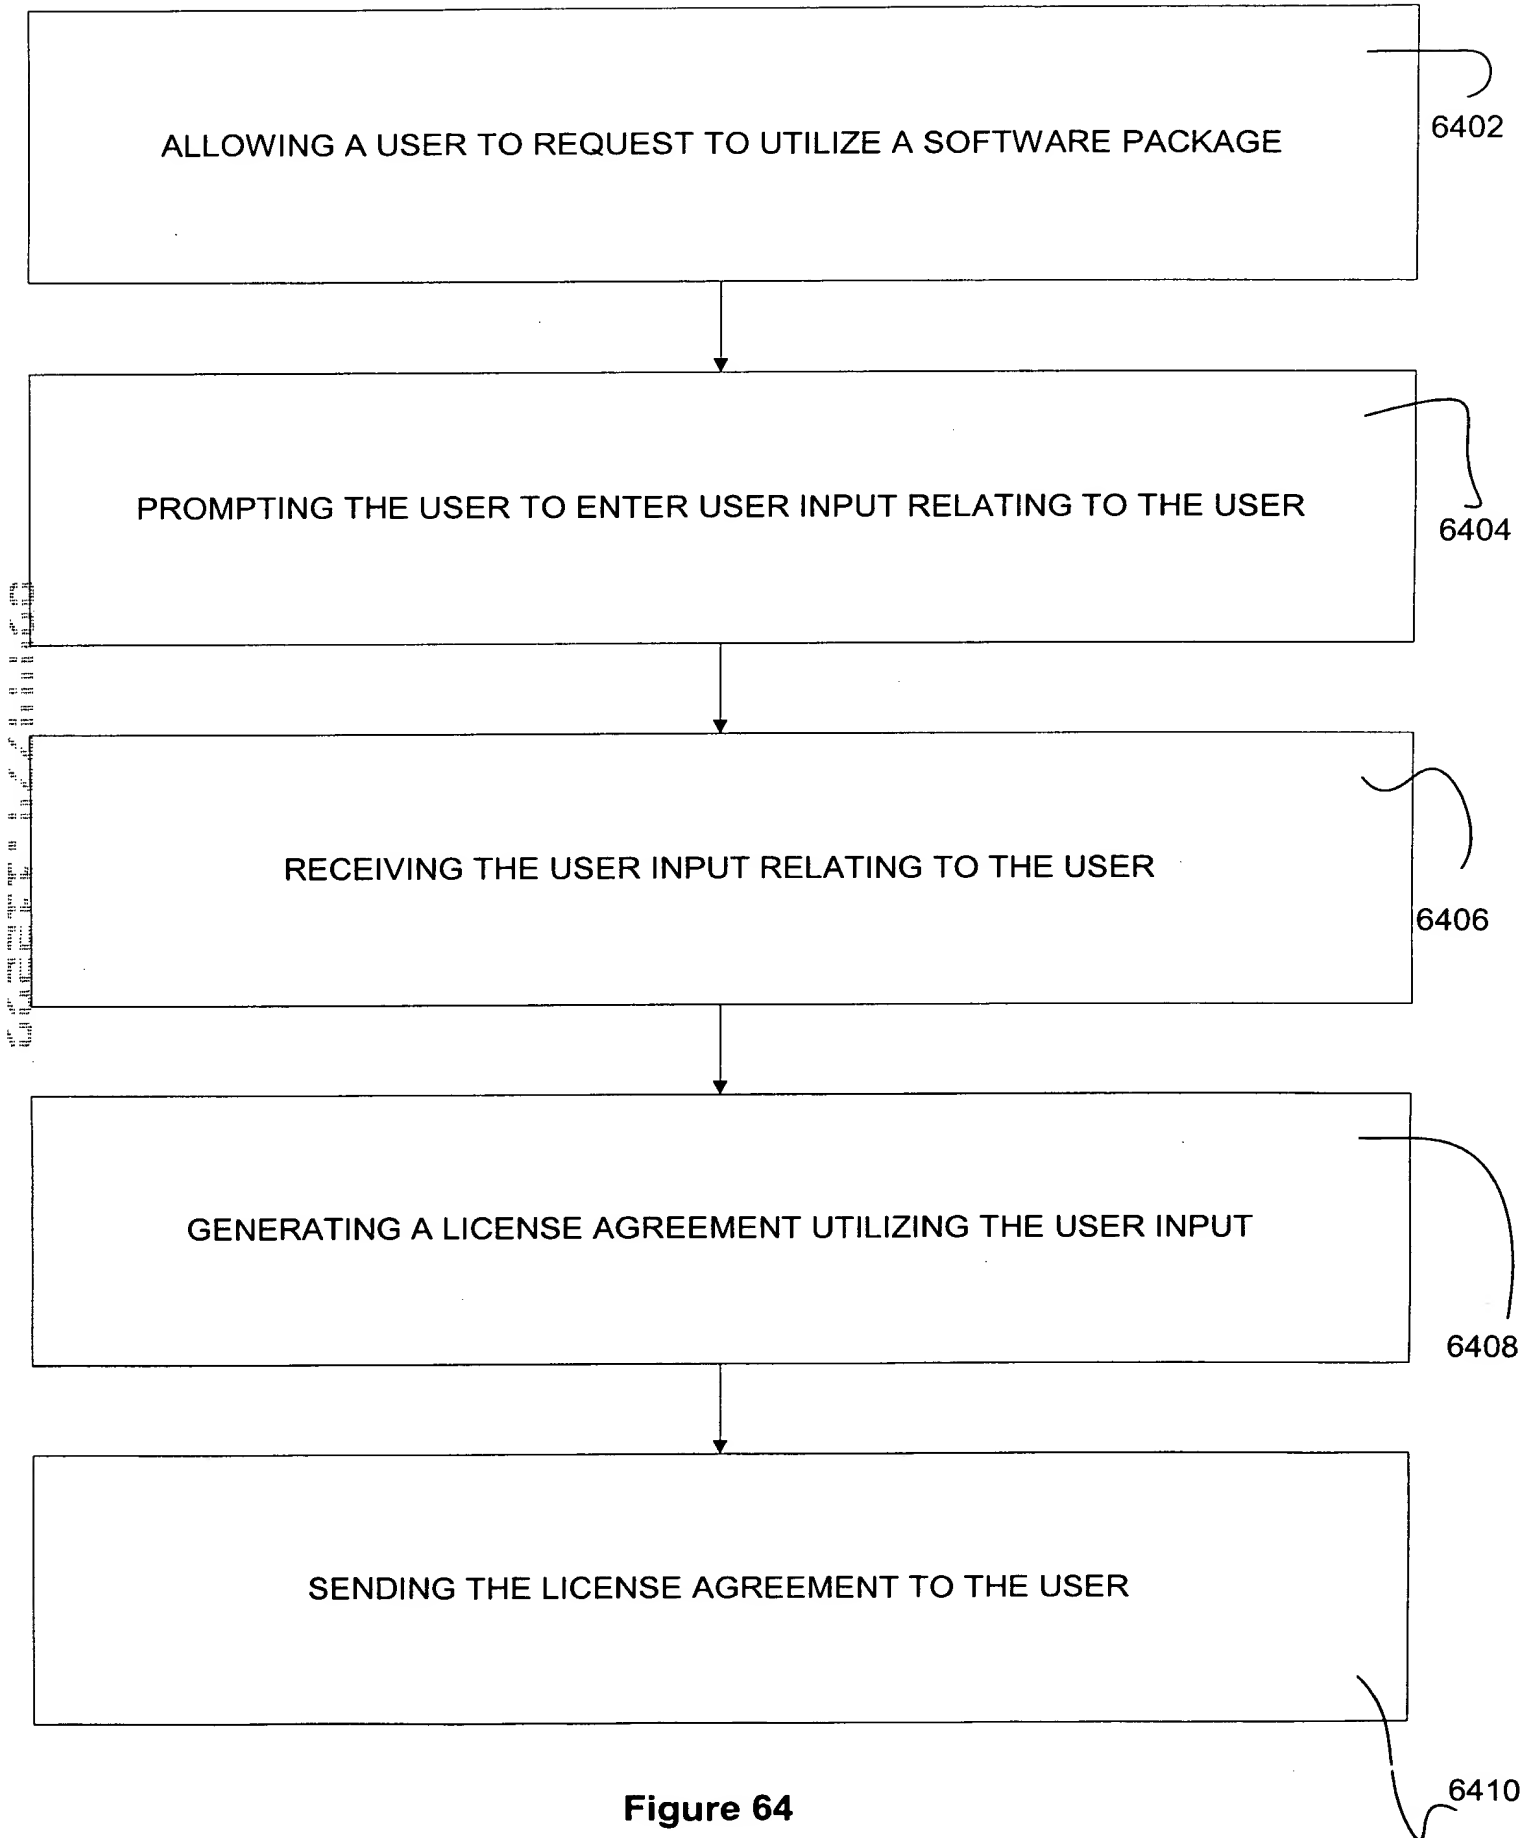 ALLOWING A USER TO REQUEST TO UTILIZE A SOFTWARE PACKAGE
6402
PROMPTING THE USER TO ENTER USER INPUT RELATING TO THE USER
6404
RECEIVING THE USER INPUT RELATING TO THE USER
6406
GENERATING A LICENSE AGREEMENT UTILIZING THE USER INPUT
6408
SENDING THE LICENSE AGREEMENT TO THE USER
6410
Figure 64